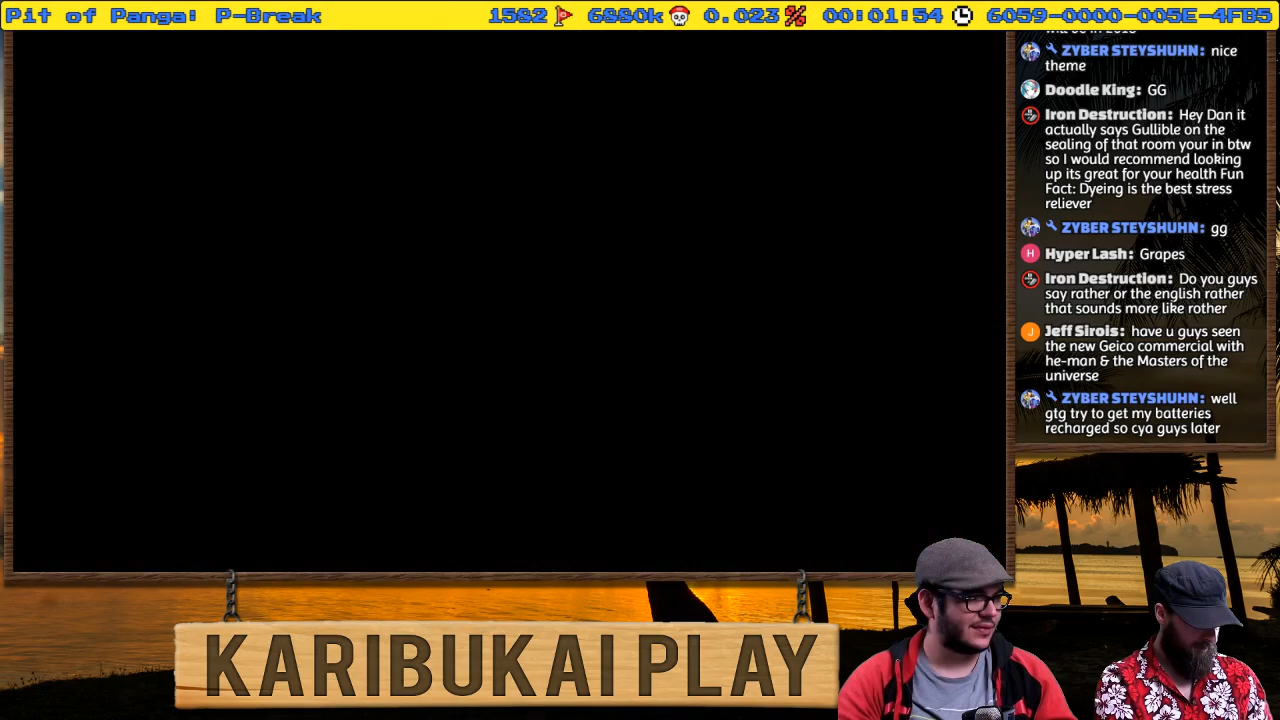 Pit of Panga: P-Break 1582 6880k 0.023 00:01:54 6059-0000-005E-4FB5
ZYBER STEYSHUHN: nice
theme
Doodle King: GG
Iron Destruction: Hey Dan it
actually says Gullible on the
sealing of that room your in btw
so I would recommend looking
up its great for your health Fun
Fact: Dyeing is the best stress
reliever
ZYBER STEYSHUHN: gg
H Hyper Lash: Grapes
Iron Destruction: Do you guys
say rather or the english rather
that sounds more like rother
J Jeff Sirois: have u guys seen
the new Geico commercial with
he-man & the Masters of the
universe
ZYBER STEYSHUHN: well
gtg try to get my batteries
recharged so cya guys later
KARIBUKAI PLAY